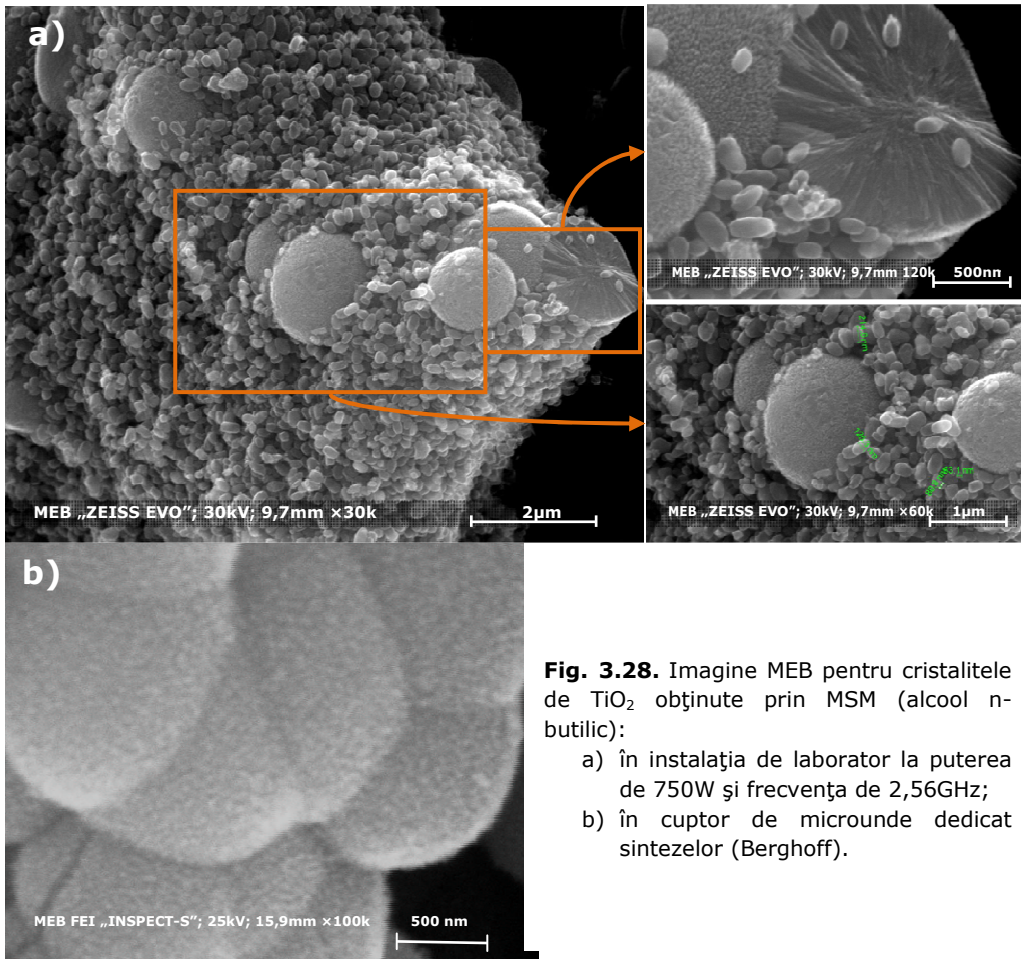 a)
MEB „ZEISS EVO”; 30kV; 9,7mm ×30k
2µm
MEB „ZEISS EVO”; 30kV; 9,7mm 120k
500nm
MEB „ZEISS EVO”; 30kV; 9,7mm ×60k
1µm
b)
MEB FEI „INSPECT-S”; 25kV; 15,9mm ×100k
500 nm
Fig. 3.28. Imagine MEB pentru cristalitele
de TiO₂ obţinute prin MSM (alcool n-
butilic):
a) în instalaţia de laborator la puterea
de 750W şi frecvenţa de 2,56GHz;
b) în cuptor de microunde dedicat
sintezelor (Berghoff).